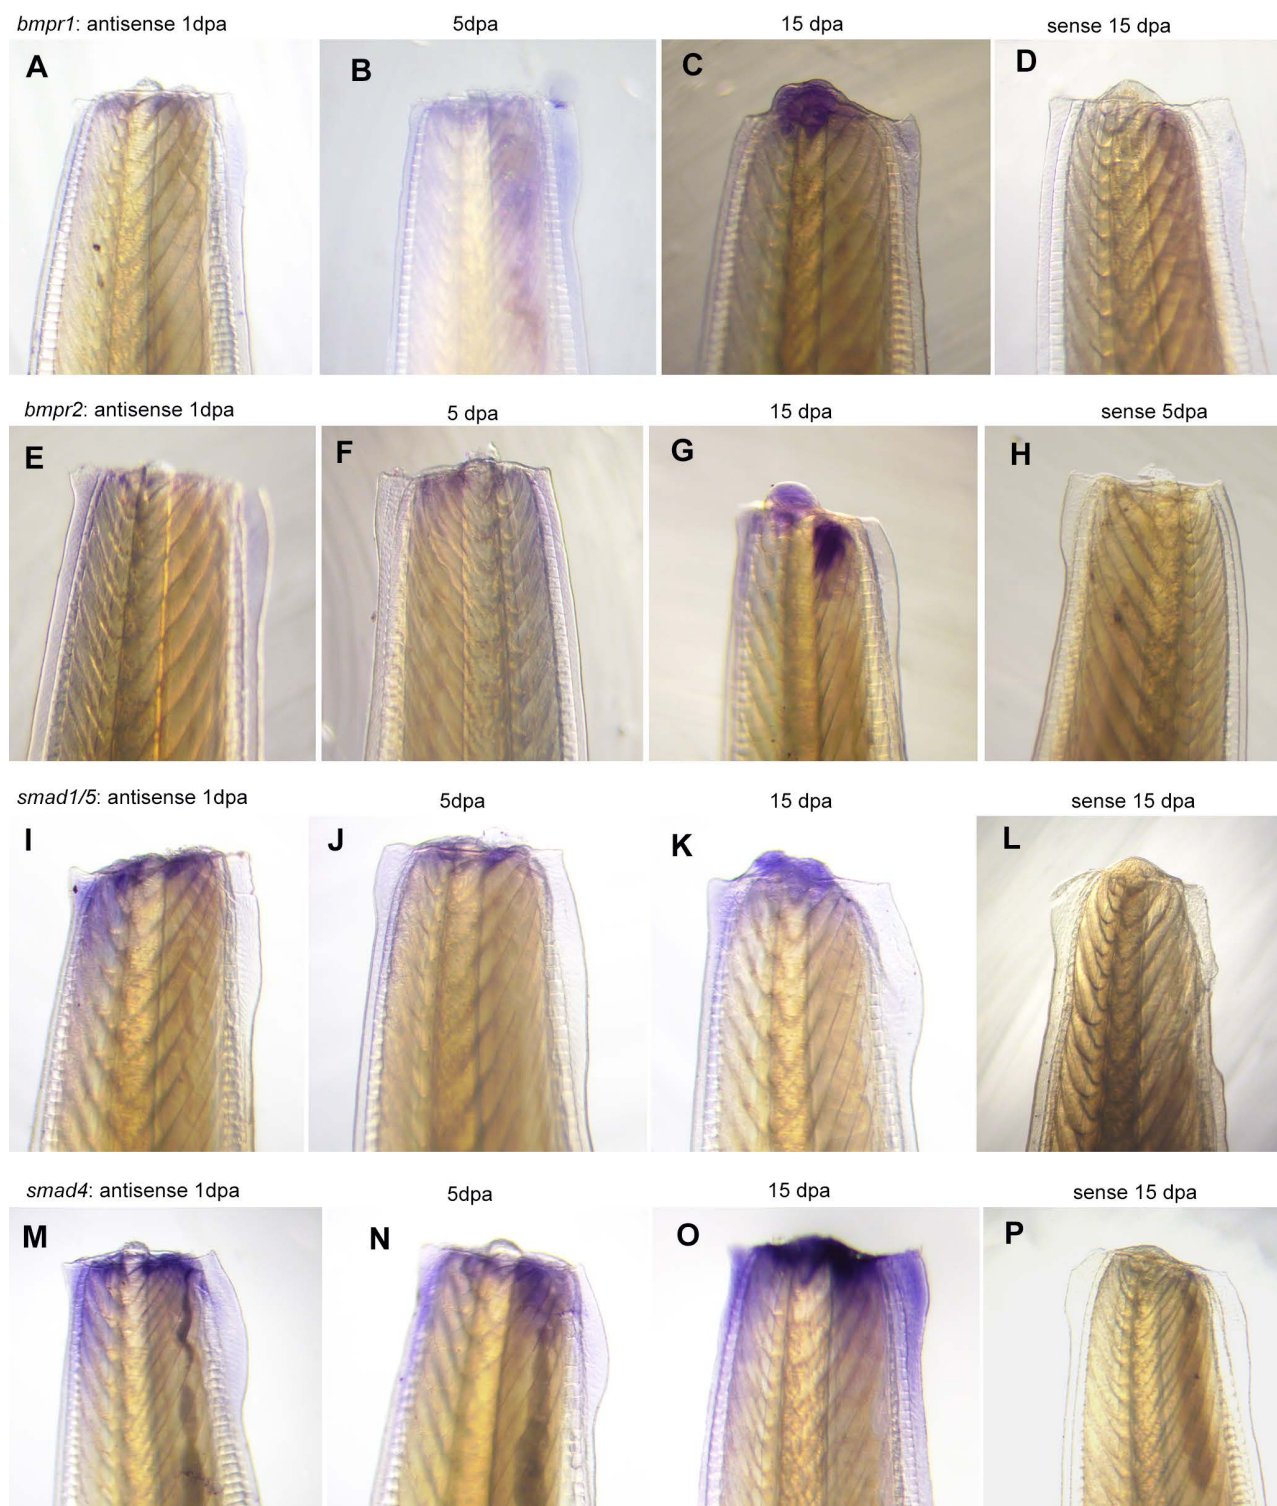 bmpr1: antisense 1dpa 5dpa 15 dpa sense 15 dpa
A B C D
bmpr2: antisense 1dpa 5 dpa 15 dpa sense 5dpa
E F G H
smad1/5: antisense 1dpa 5dpa 15 dpa sense 15 dpa
I J K L
smad4: antisense 1dpa 5dpa 15 dpa sense 15 dpa
M N O P